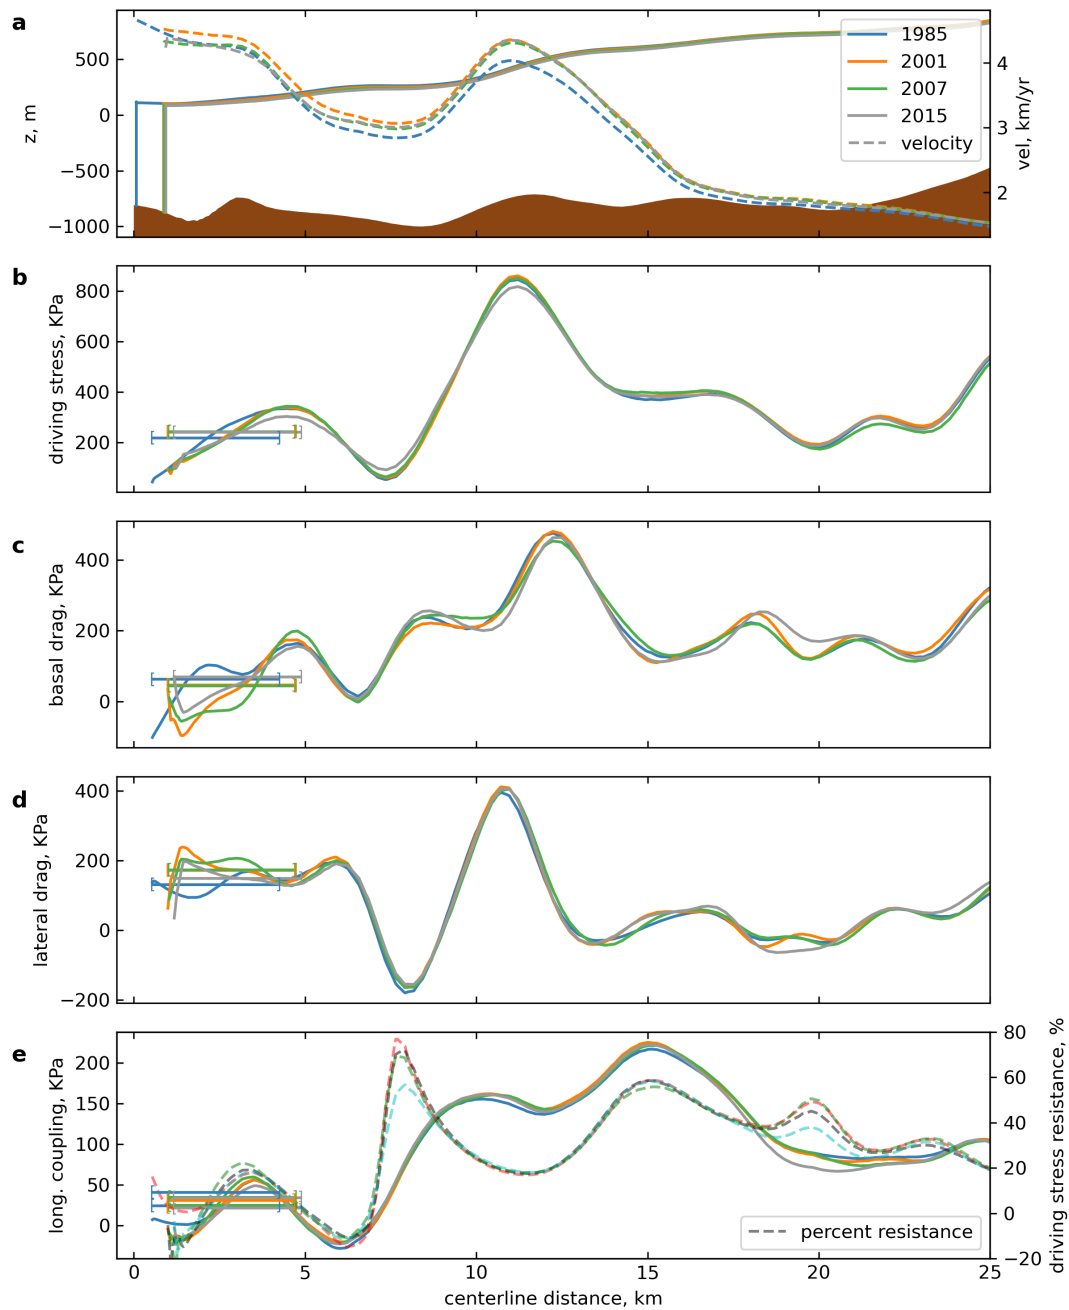 a
z, m
500
0
−500
−1000
1985
2001
2007
2015
velocity
4
3
2
vel, km/yr
b
driving stress, KPa
800
600
400
200
c
basal drag, KPa
400
200
0
d
lateral drag, KPa
400
200
0
−200
e
long. coupling, KPa
200
150
100
50
0
percent resistance
80
60
40
20
0
−20
driving stress resistance, %
0 5 10 15 20 25
centerline distance, km